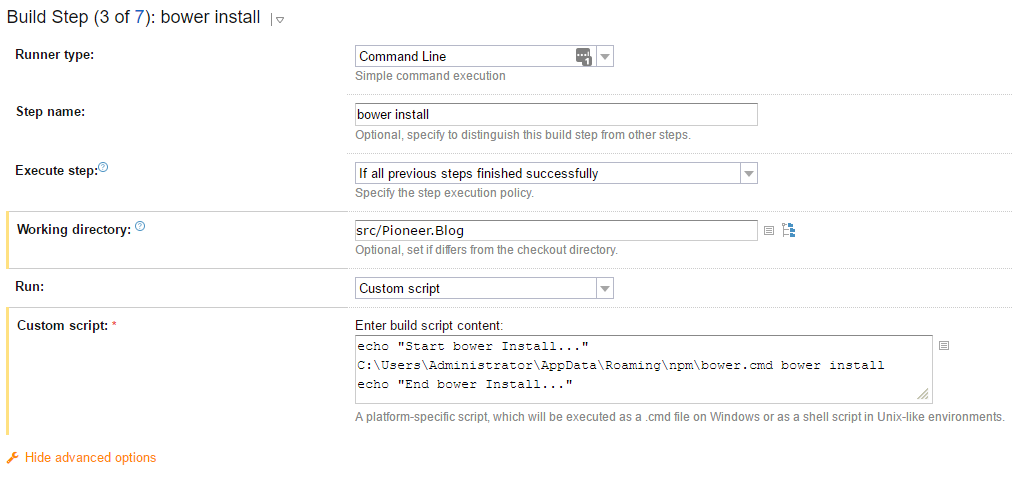 Build Step (3 of 7): bower install
Runner type:
Command Line
1
Simple command execution
Step name:
bower install
Optional, specify to distinguish this build step from other steps.
Execute step:
?
If all previous steps finished successfully
Specify the step execution policy.
Working directory:
?
src/Pioneer.Blog
Optional, set if differs from the checkout directory.
Run:
Custom script
Custom script: *
Enter build script content:
echo "Start bower Install..."
C:\Users\Administrator\AppData\Roaming\npm\bower.cmd bower install
echo "End bower Install..."
A platform-specific script, which will be executed as a .cmd file on Windows or as a shell script in Unix-like environments.
Hide advanced options